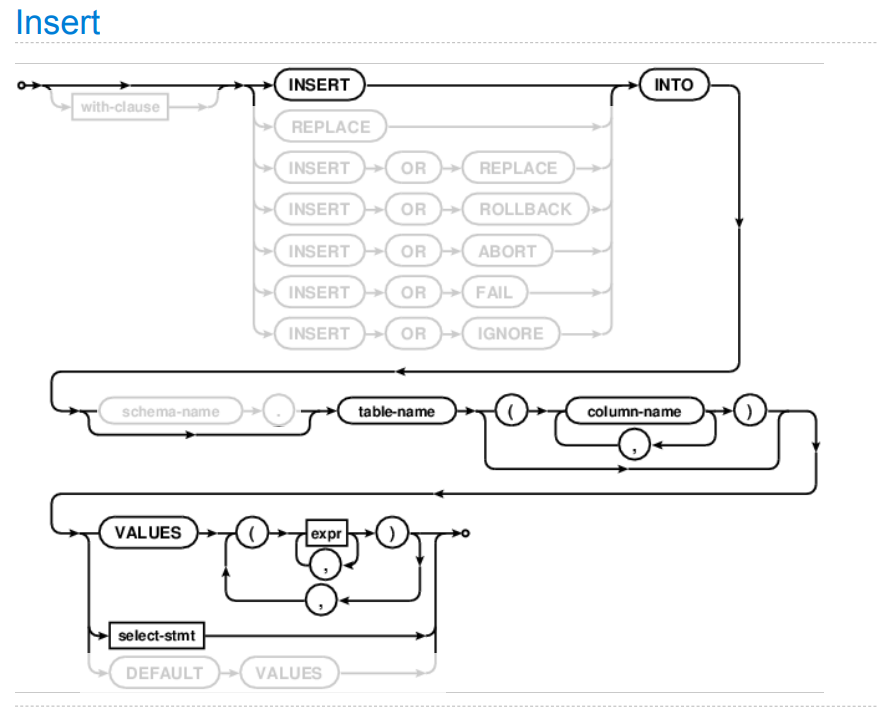 Insert
INSERT INTO
with-clause
REPLACE
INSERT OR REPLACE
INSERT OR ROLLBACK
INSERT OR ABORT
INSERT OR FAIL
INSERT OR IGNORE
schema-name . table-name ( column-name )
,
VALUES ( expr )
,
,
select-stmt
DEFAULT VALUES